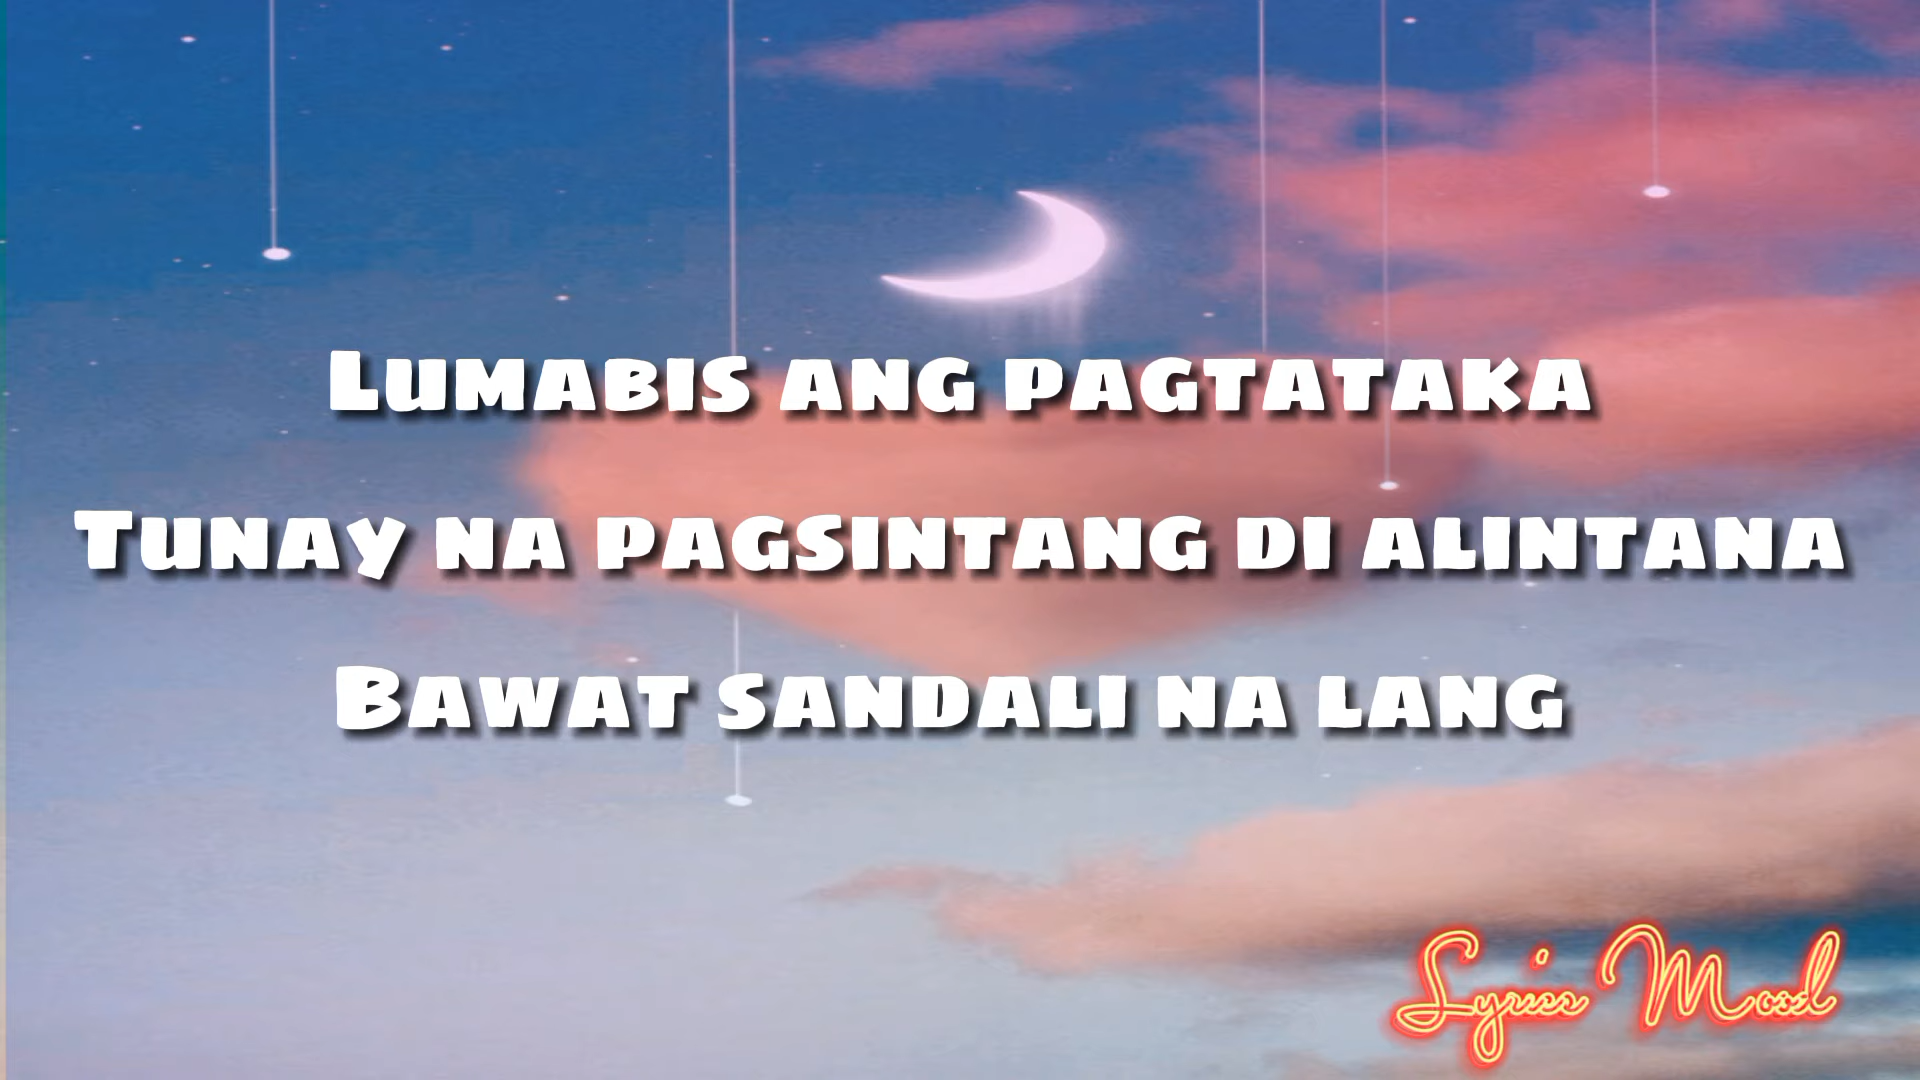 Lumabis ang pagtataka
Tunay na pagsintang di alintana
Bawat sandali na lang
Lyrics Mood